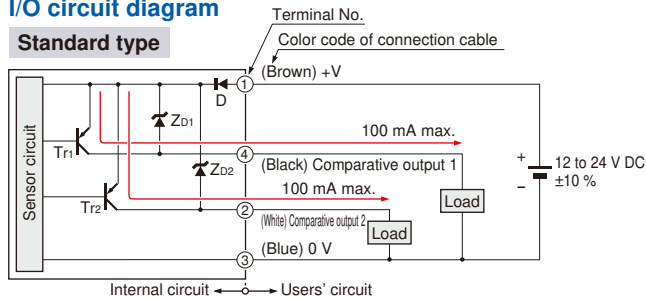 I/O circuit diagram
Terminal No.
Standard type
Color code of connection cable
1
(Brown) +V
D
ZD1
100 mA max.
Sensor circuit
Tr1
4
(Black) Comparative output 1
+
12 to 24 V DC
±10 %
−
ZD2
100 mA max.
Load
Tr2
2
(White) Comparative output 2
Load
3
(Blue) 0 V
Internal circuit
Users' circuit